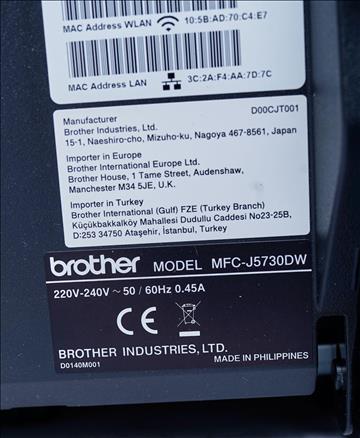 MAC Address WLAN 10:5B:AD:70:C4:E7
MAC Address LAN 3C:2A:F4:AA:7D:7C
Manufacturer D00CJT001
Brother Industries, Ltd.
15-1, Naeshiro-cho, Mizuho-ku, Nagoya 467-8561, Japan
Importer in Europe
Brother International Europe Ltd.
Brother House, 1 Tame Street, Audenshaw,
Manchester M34 5JE, U.K.
Importer in Turkey
Brother International (Gulf) FZE (Turkey Branch)
Küçükbakkalköy Mahallesi Dudullu Caddesi No23-25B,
D:253 34750 Ataşehir, İstanbul, Turkey
brother MODEL MFC-J5730DW
220V-240V ~ 50 / 60Hz 0.45A
CE
BROTHER INDUSTRIES, LTD.
D0140M001 MADE IN PHILIPPINES